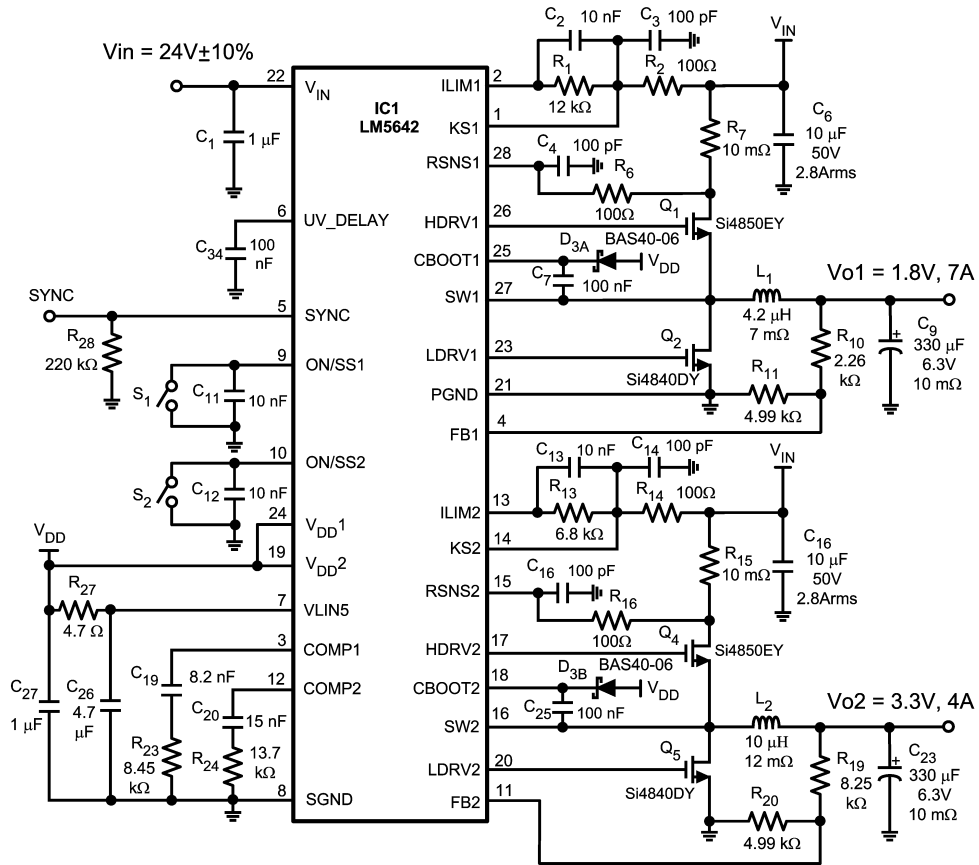 Vin = 24V±10%
22
VIN
C1
1 µF
IC1
LM5642
6
UV_DELAY
C34
100
nF
SYNC
5
SYNC
R28
220 kΩ
9
ON/SS1
S1
C11
10 nF
10
ON/SS2
S2
C12
10 nF
24
VDD1
VDD
19
VDD2
R27
4.7 Ω
7
VLIN5
3
COMP1
C19
8.2 nF
12
COMP2
C27
1 µF
C26
4.7
µF
C20
15 nF
R23
8.45
kΩ
R24
13.7
kΩ
8
SGND
ILIM1
2
C2
10 nF
C3
100 pF
VIN
R1
12 kΩ
R2
100Ω
KS1
1
C6
10 µF
50V
2.8Arms
R7
10 mΩ
RSNS1
28
C4
100 pF
R6
100Ω
HDRV1
26
Q1
Si4850EY
CBOOT1
25
D3A
BAS40-06
VDD
C7
100 nF
SW1
27
L1
4.2 µH
7 mΩ
Vo1 = 1.8V, 7A
LDRV1
23
Q2
Si4840DY
R10
2.26
kΩ
C9
+
330 µF
6.3V
10 mΩ
PGND
21
R11
4.99 kΩ
FB1
4
C13
10 nF
C14
100 pF
VIN
ILIM2
13
R13
6.8 kΩ
R14
100Ω
KS2
14
R15
10 mΩ
C16
10 µF
50V
2.8Arms
RSNS2
15
C16
100 pF
R16
100Ω
HDRV2
17
Q4
Si4850EY
CBOOT2
18
D3B
BAS40-06
VDD
C25
100 nF
SW2
16
L2
10 µH
12 mΩ
Vo2 = 3.3V, 4A
LDRV2
20
Q5
Si4840DY
R19
8.25
kΩ
C23
+
330 µF
6.3V
10 mΩ
FB2
11
R20
4.99 kΩ